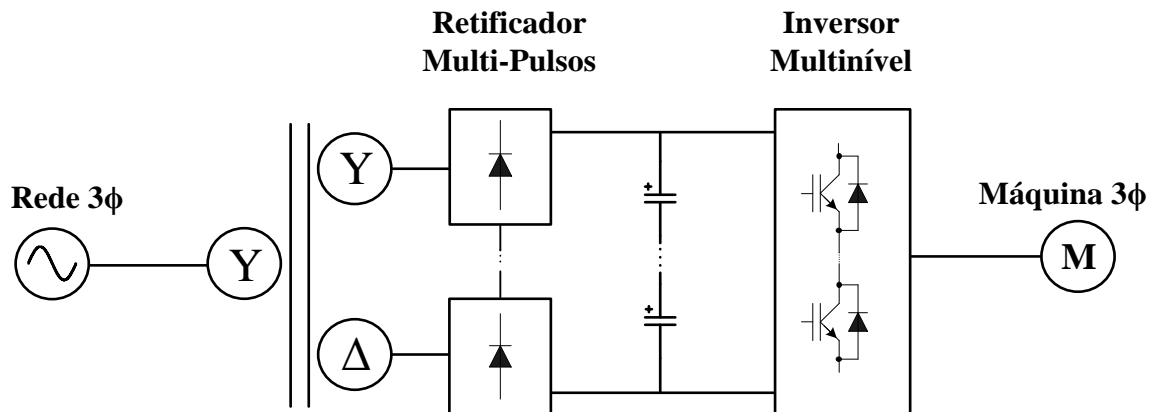 Retificador
Multi-Pulsos
Inversor
Multinível
Rede 3ϕ
Y
Y
Δ
+
+
Máquina 3ϕ
M